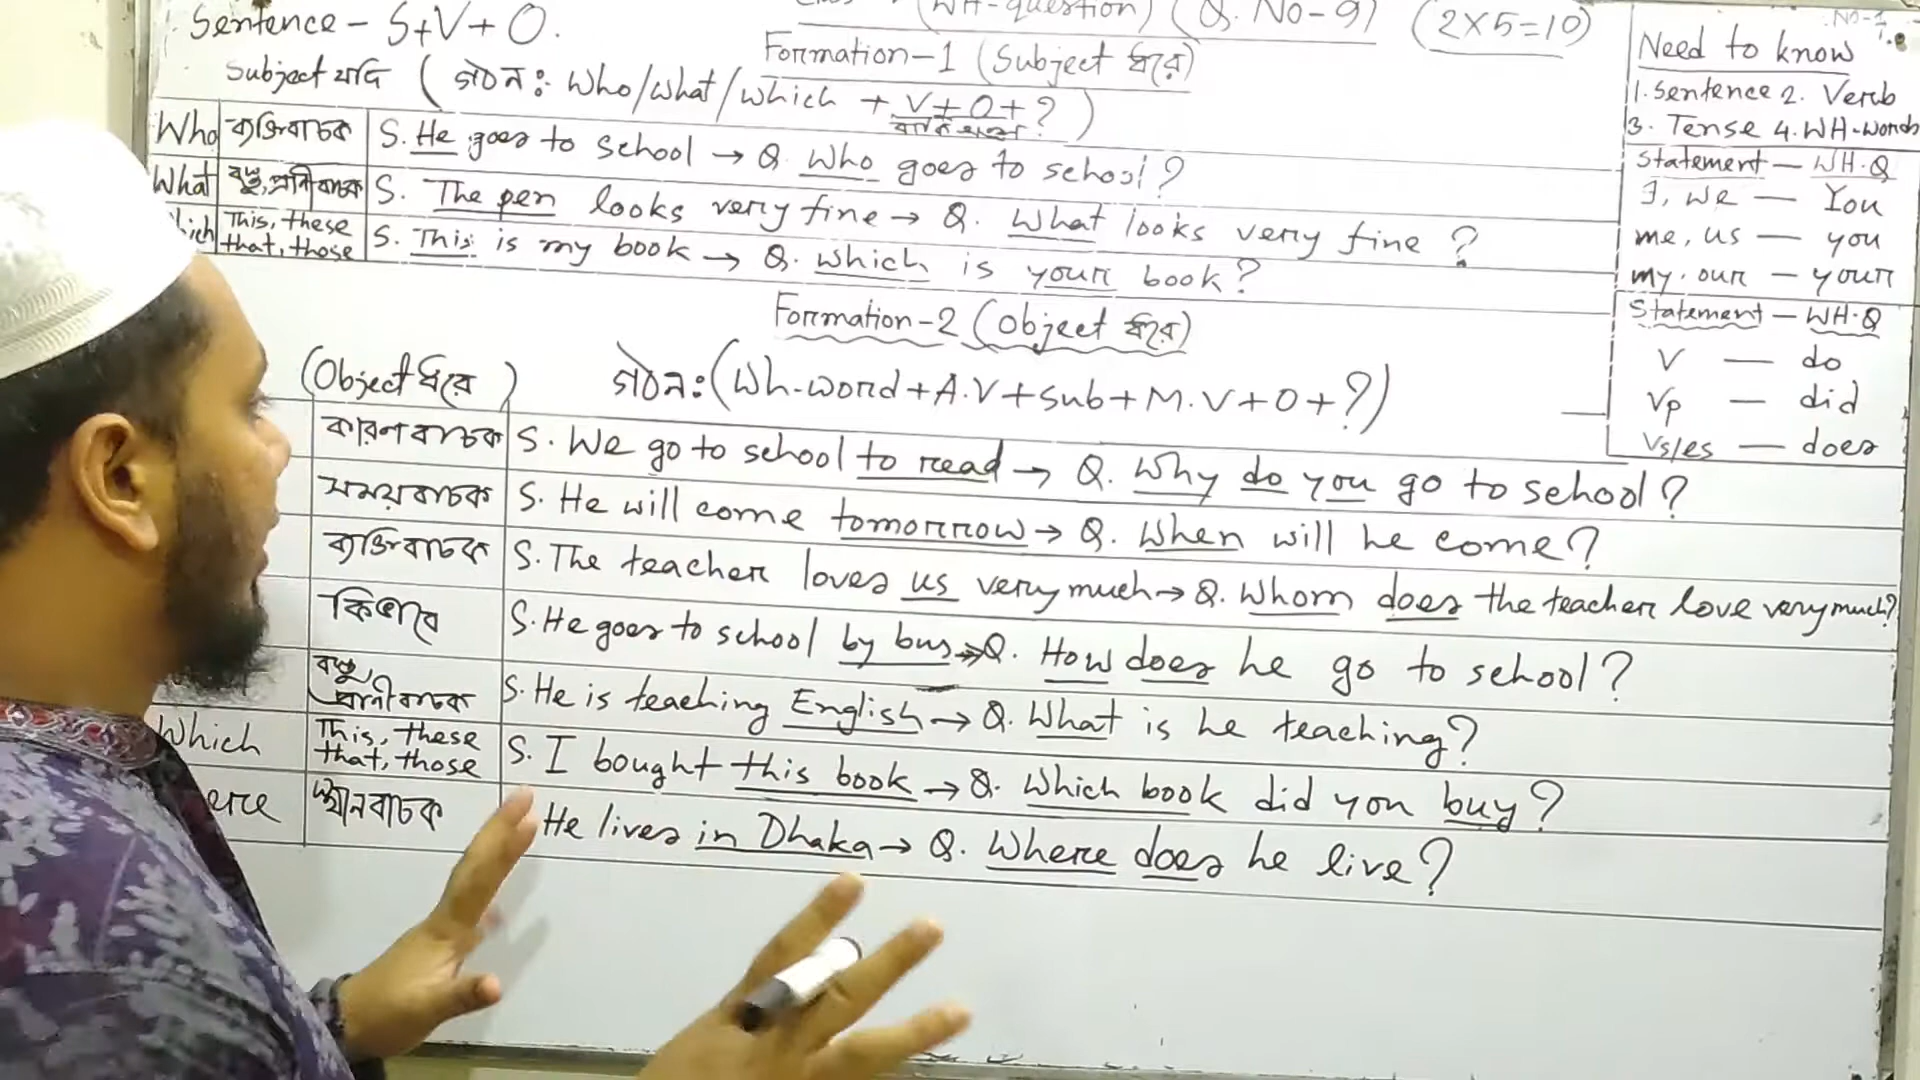 Sentence - S+V+O.
(WH-question) (Q. No-9) (2X5=10)
Formation-1 (Subject ধরে)
Subject যদি (গঠন: Who/What/Which + V+O+?)
Who ব্যক্তিবাচক S. He goes to school → Q. Who goes to school?
What বস্তু, প্রাণীবাচক S. The pen looks very fine → Q. What looks very fine?
This, these that, those S. This is my book → Q. Which is your book?
Need to know
1. Sentence 2. Verb
3. Tense 4. WH-words
Statement - WH.Q
I, we - You
me, us - you
my, our - your
Statement - WH.Q
V - do
Vp - did
Vs/es - does
Formation-2 (Object ধরে)
(Object ধরে) গঠন: (Wh-word+A.V+Sub+M.V+O+?)
কারণবাচক S. We go to school to read → Q. Why do you go to school?
সময়বাচক S. He will come tomorrow → Q. When will he come?
ব্যক্তিবাচক S. The teacher loves us very much → Q. Whom does the teacher love very much?
কিভাবে S. He goes to school by bus → Q. How does he go to school?
বস্তু, প্রাণীবাচক S. He is teaching English → Q. What is he teaching?
Which This, these that, those S. I bought this book → Q. Which book did you buy?
ere স্থানবাচক He lives in Dhaka → Q. Where does he live?